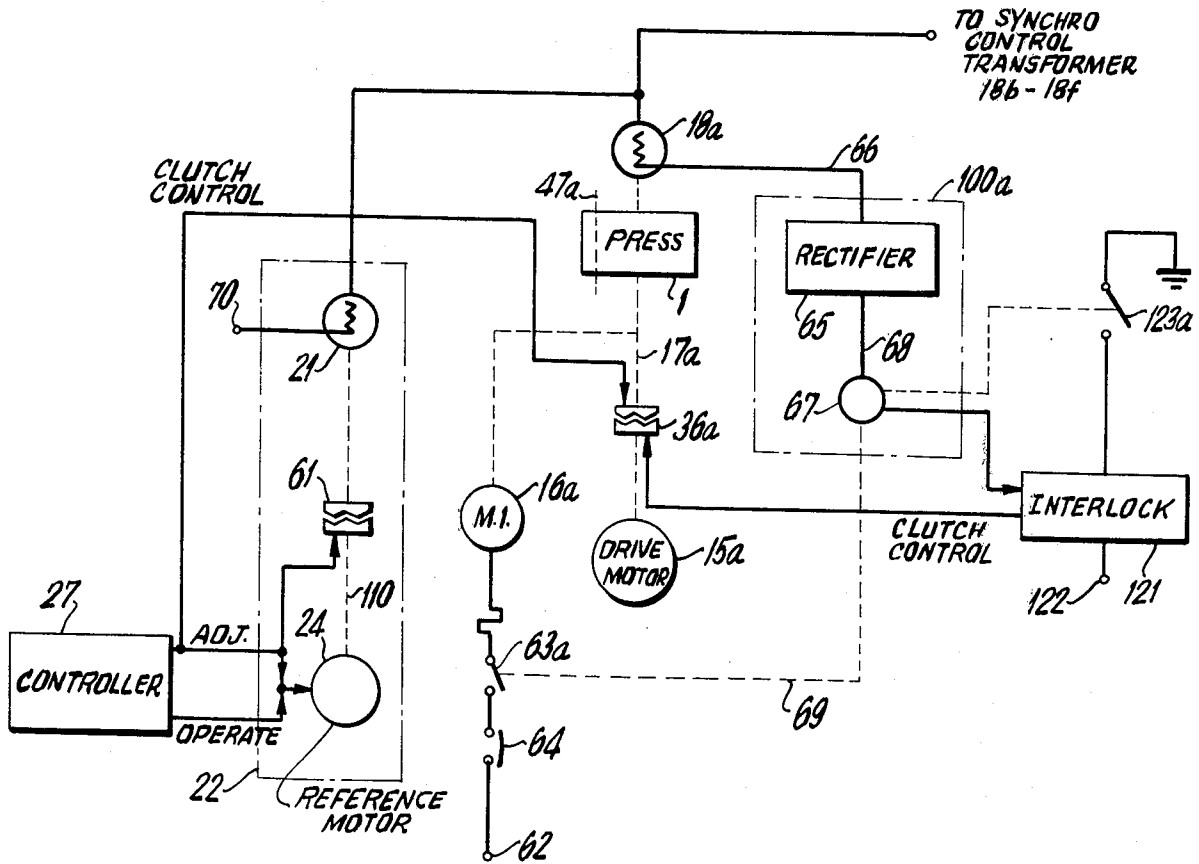 TO SYNCHRO
CONTROL
TRANSFORMER
18b - 18f
18a
66
CLUTCH
CONTROL
47a
100a
PRESS
RECTIFIER
1
65
123a
70
21
17a
68
67
36a
61
16a
M.I.
INTERLOCK
DRIVE
MOTOR
15a
CLUTCH
CONTROL
122
121
110
27
24
ADJ.
63a
CONTROLLER
69
OPERATE
64
22
REFERENCE
MOTOR
62